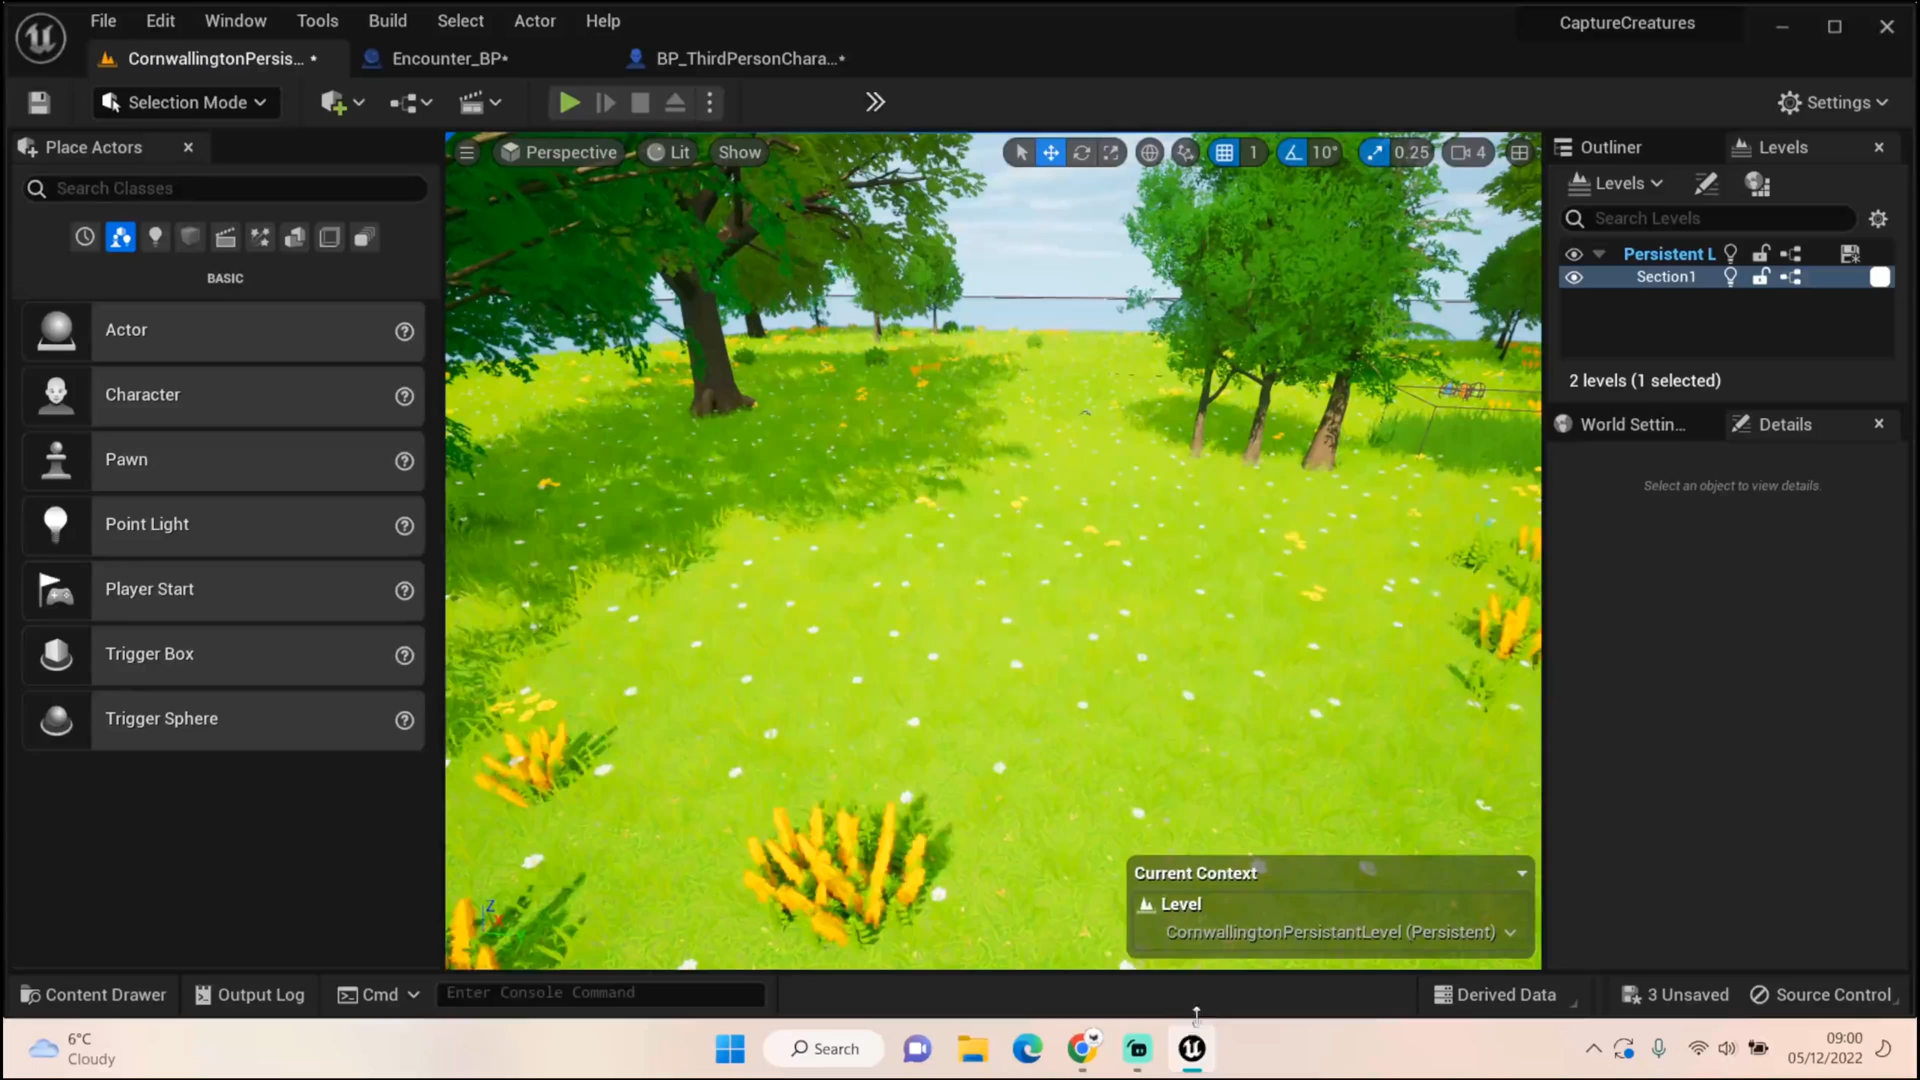 File Edit Window Tools Build Select Actor Help
CaptureCreatures
CornwallingtonPersis... •
Encounter_BP*
BP_ThirdPersonChara...*
Selection Mode
Settings
Place Actors
Search Classes
BASIC
Actor
Character
Pawn
Point Light
Player Start
Trigger Box
Trigger Sphere
Perspective
Lit
Show
1
10°
0.25
4
Outliner
Levels
Levels
Search Levels
Persistent L
Section1
2 levels (1 selected)
World Settin...
Details
Select an object to view details.
Z
Current Context
Level
CornwallingtonPersistantLevel (Persistent)
Content Drawer
Output Log
Cmd
Enter Console Command
Derived Data
3 Unsaved
Source Control
6°C
Cloudy
Search
09:00
05/12/2022